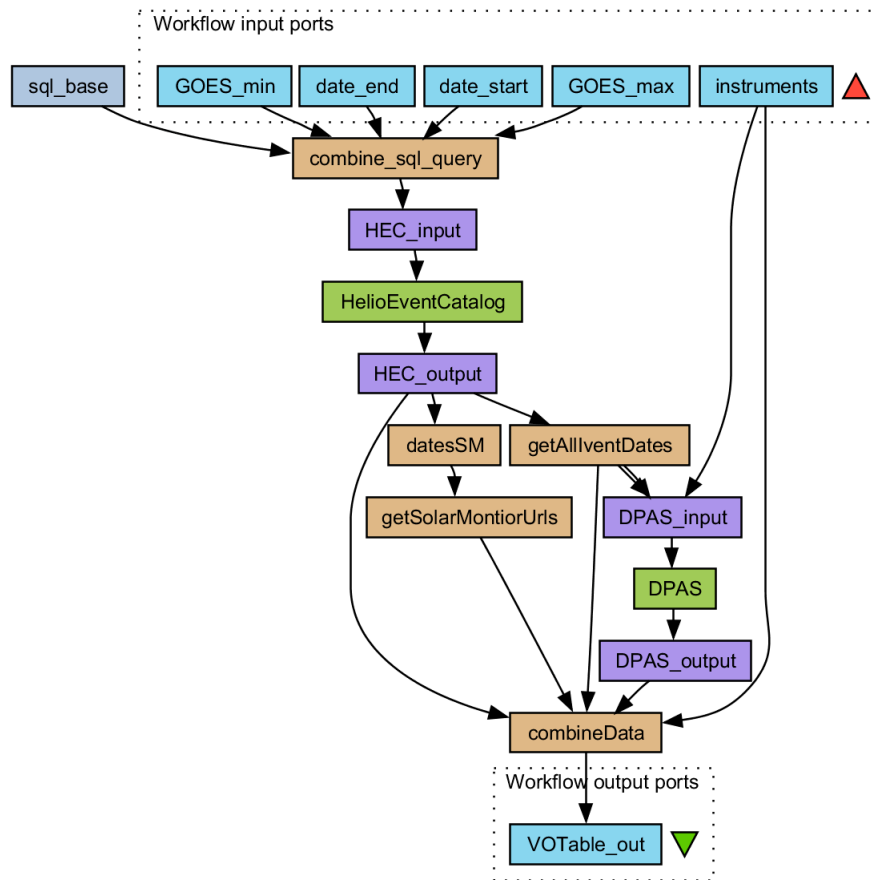 Workflow input ports
sql_base
GOES_min
date_end
date_start
GOES_max
instruments
combine_sql_query
HEC_input
HelioEventCatalog
HEC_output
datesSM
getAllIventDates
getSolarMontiorUrls
DPAS_input
DPAS
DPAS_output
combineData
Workflow output ports
VOTable_out